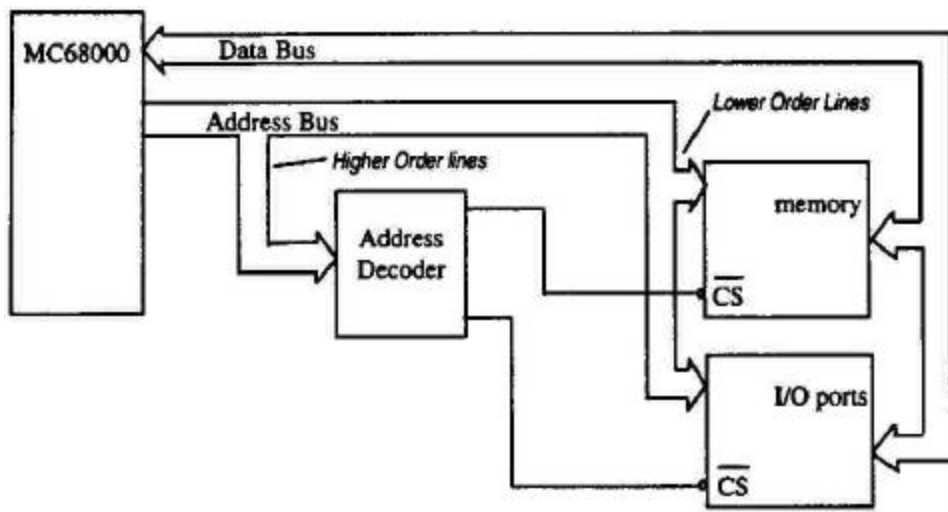 MC68000
Data Bus
Address Bus
Lower Order Lines
Higher Order lines
Address
Decoder
memory
CS
I/O ports
CS